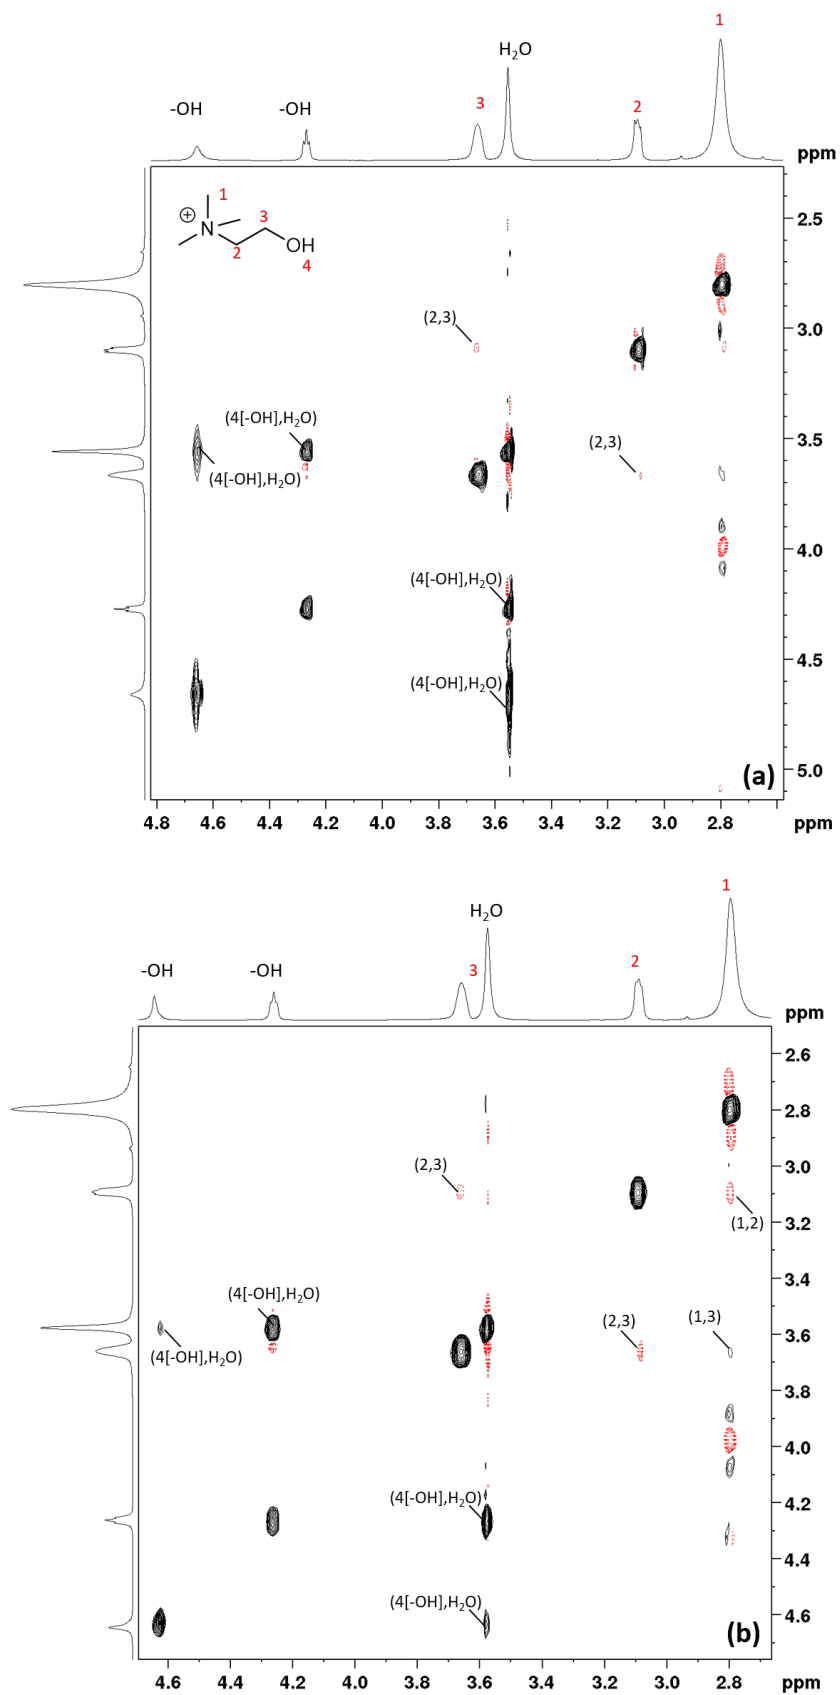 1
H₂O
-OH
-OH
3
2
ppm
1
3
N
⊕
OH
2
4
2.5
(2,3)
3.0
(4[-OH],H₂O)
3.5
(2,3)
(4[-OH],H₂O)
4.0
(4[-OH],H₂O)
4.5
(4[-OH],H₂O)
(a)
5.0
4.8 4.6 4.4 4.2 4.0 3.8 3.6 3.4 3.2 3.0 2.8 ppm
1
H₂O
-OH
-OH
3
2
ppm
2.6
2.8
3.0
(2,3)
(1,2)
3.2
(4[-OH],H₂O)
3.4
(2,3)
(1,3)
(4[-OH],H₂O)
3.6
3.8
4.0
(4[-OH],H₂O)
4.2
4.4
(4[-OH],H₂O)
4.6
(b)
4.6 4.4 4.2 4.0 3.8 3.6 3.4 3.2 3.0 2.8 ppm